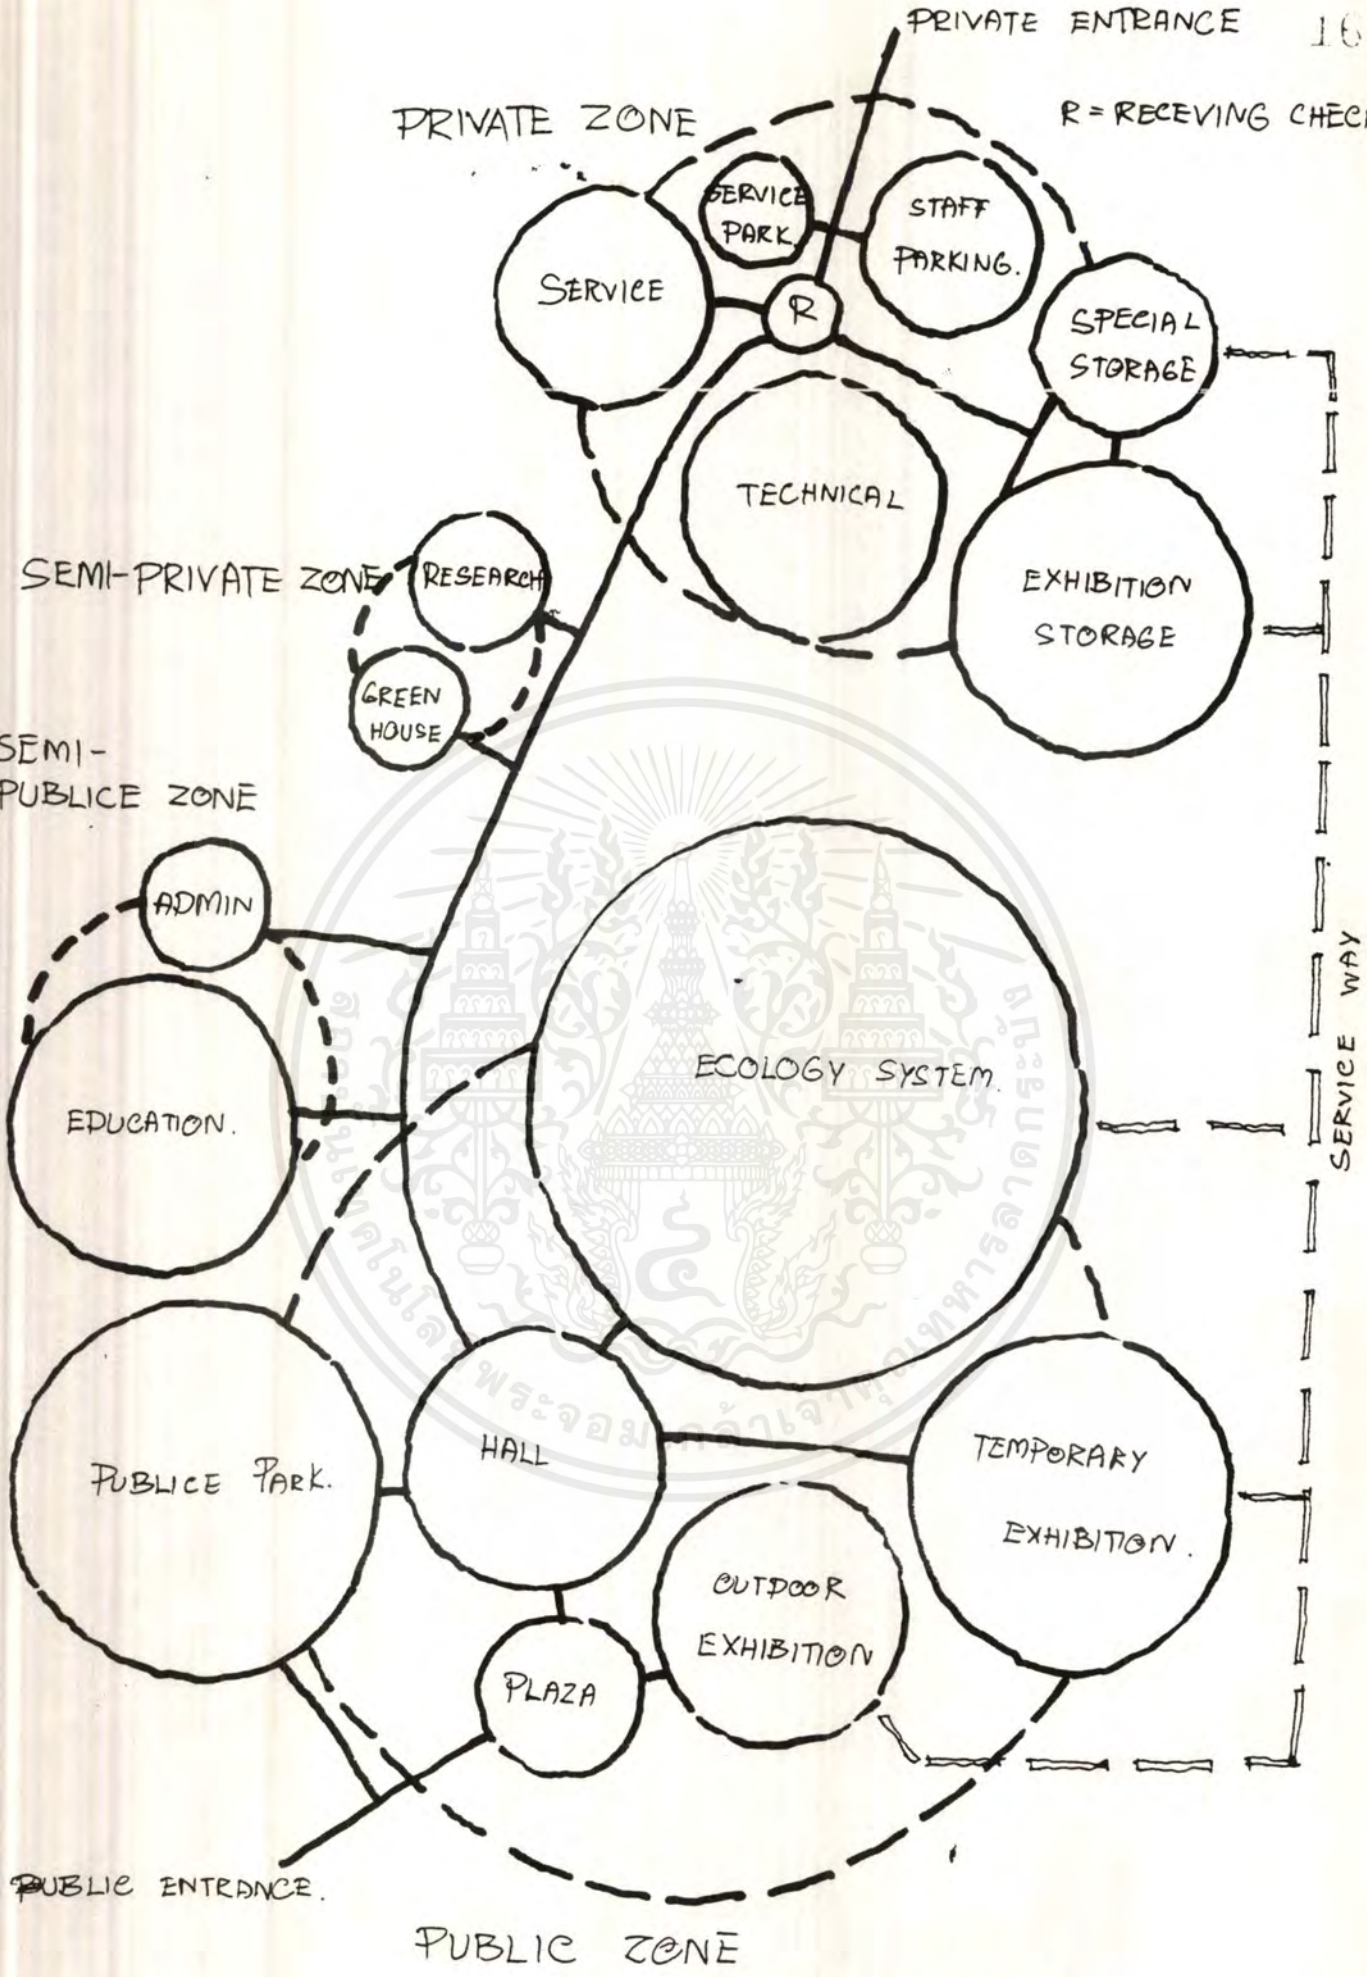 PRIVATE ENTRANCE
PRIVATE ZONE
R = RECEVING CHECK
SERVICE
PARK.
STAFF
PARKING.
SERVICE
R
SPECIAL
STORAGE
TECHNICAL
SEMI-PRIVATE ZONE
RESEARCH
EXHIBITION
STORAGE
GREEN
HOUSE
SEMI-
PUBLICE ZONE
ADMIN
SERVICE WAY
ECOLOGY SYSTEM.
EDUCATION.
HALL
TEMPORARY
EXHIBITION.
PUBLICE PARK.
OUTDOOR
EXHIBITION
PLAZA
PUBLIC ENTRANCE.
PUBLIC ZONE